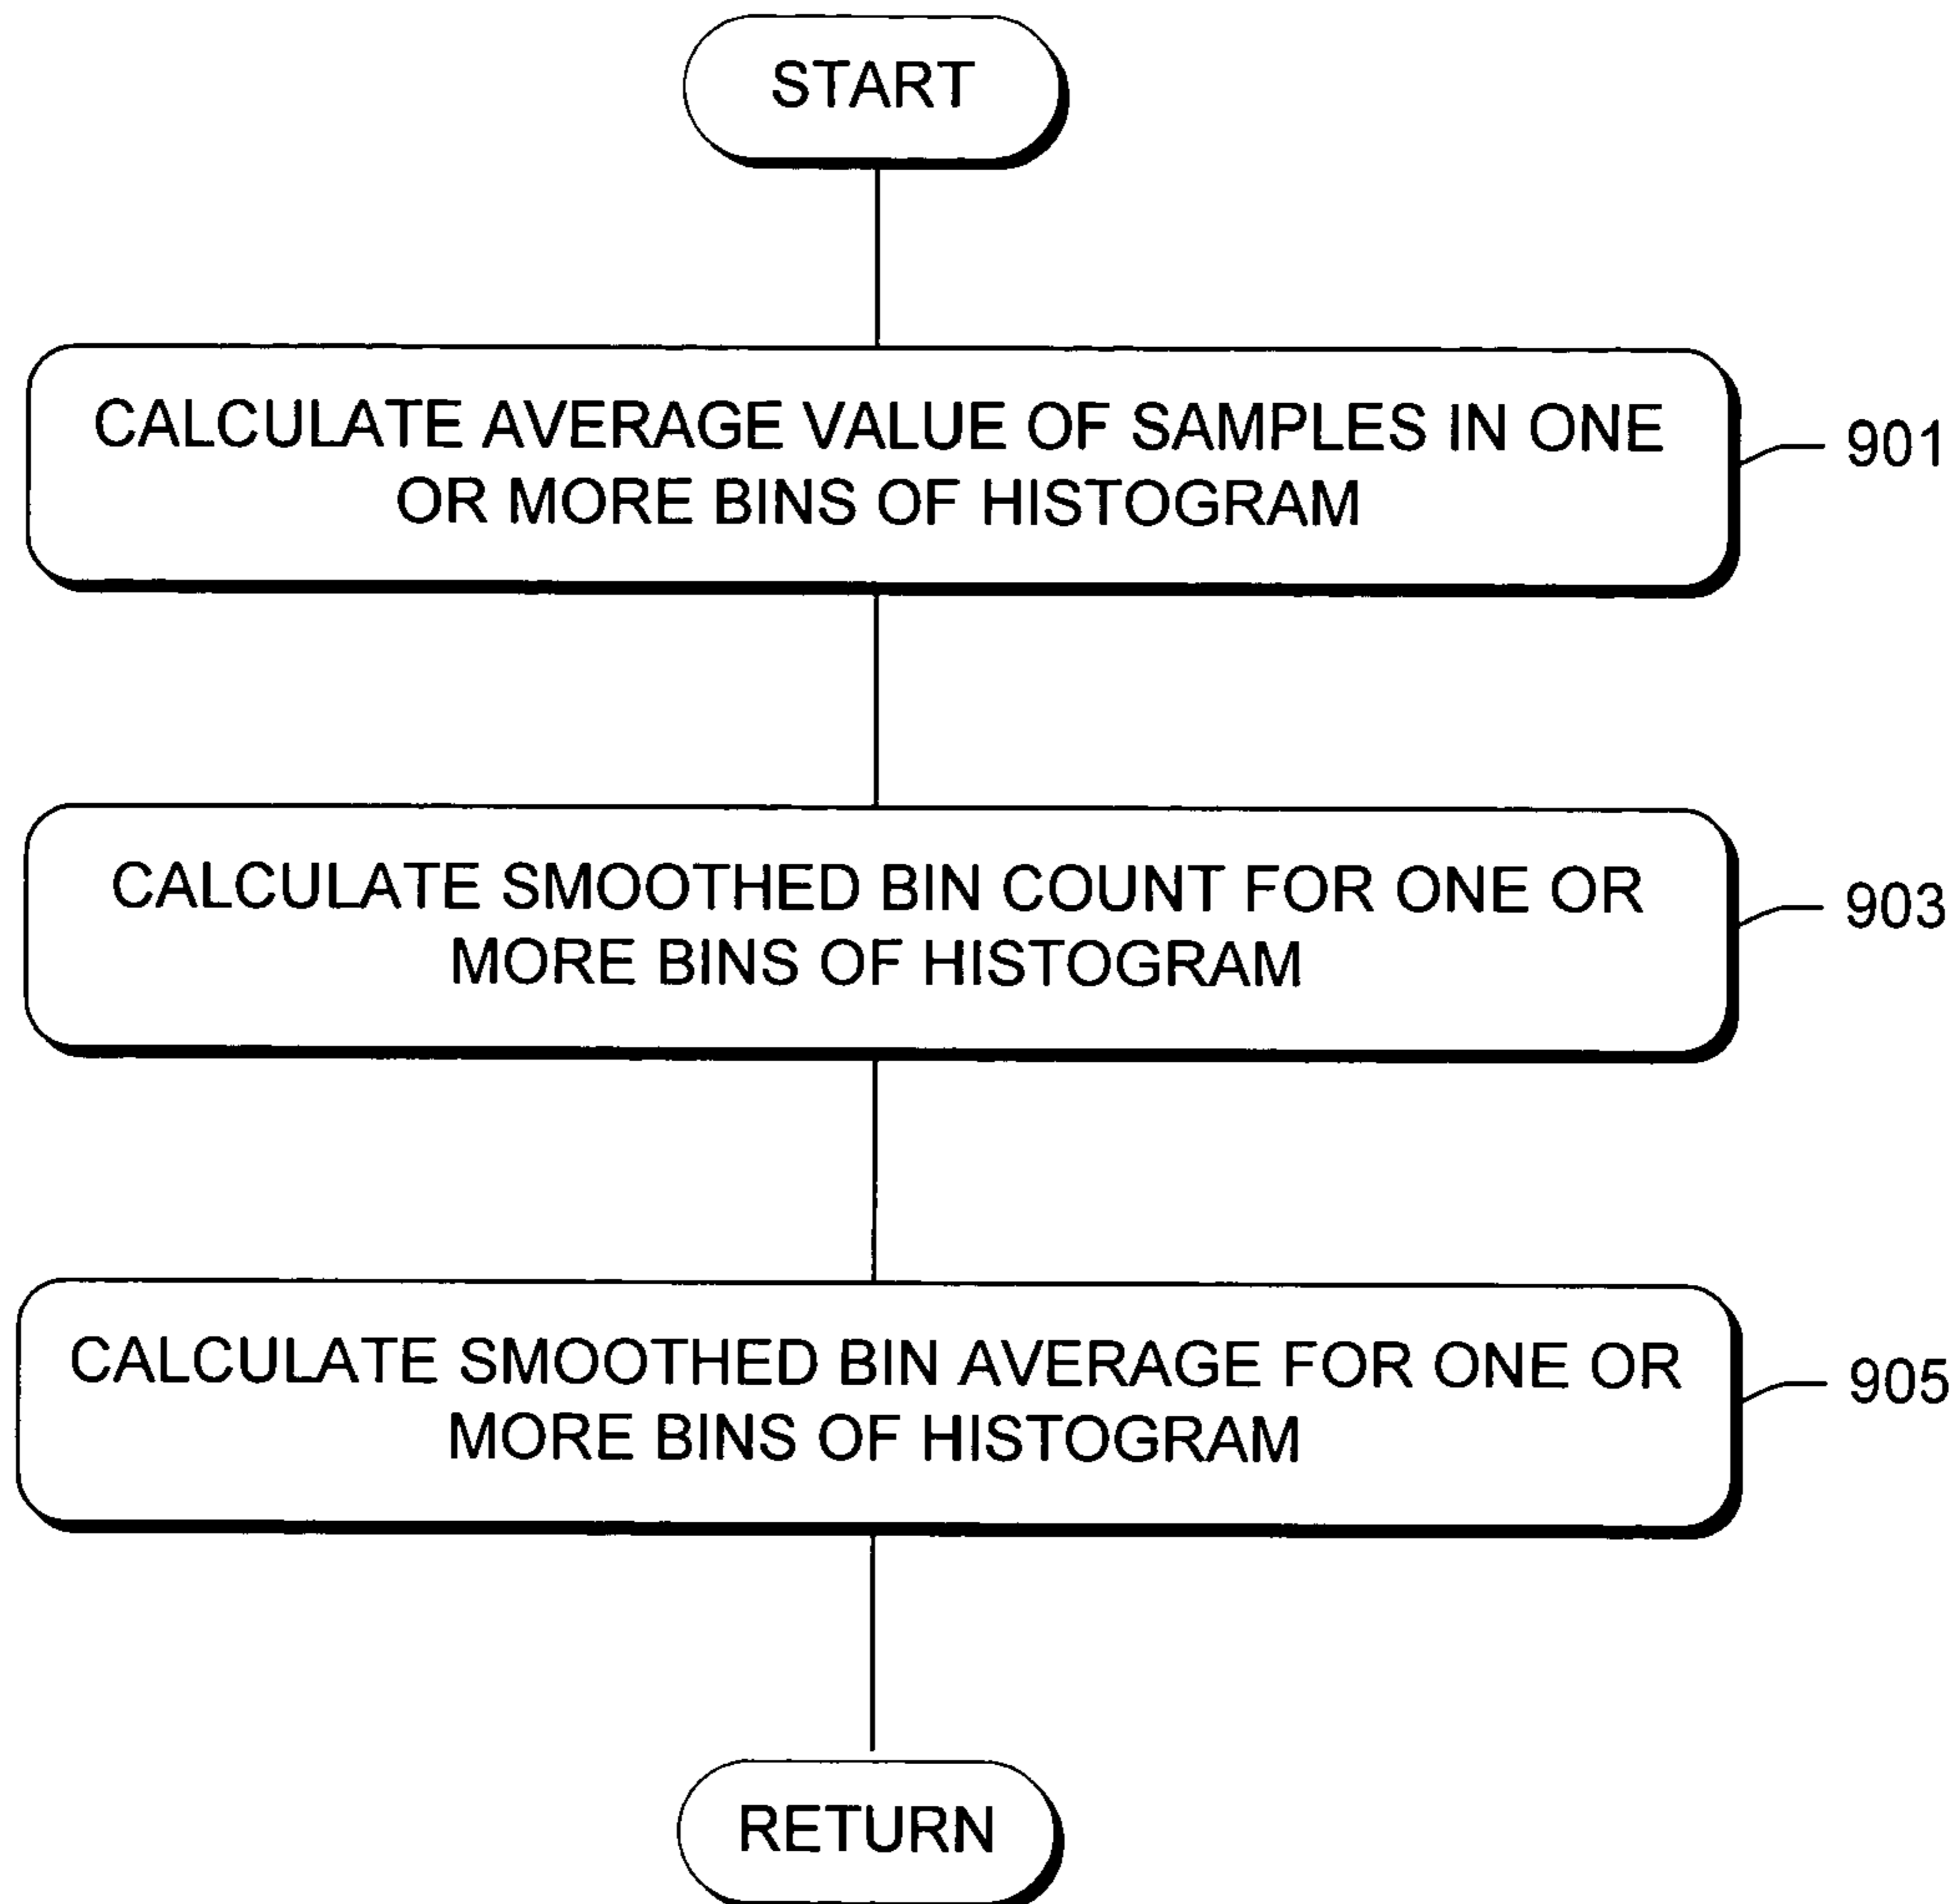 START
CALCULATE AVERAGE VALUE OF SAMPLES IN ONE
OR MORE BINS OF HISTOGRAM
901
CALCULATE SMOOTHED BIN COUNT FOR ONE OR
MORE BINS OF HISTOGRAM
903
CALCULATE SMOOTHED BIN AVERAGE FOR ONE OR
MORE BINS OF HISTOGRAM
905
RETURN